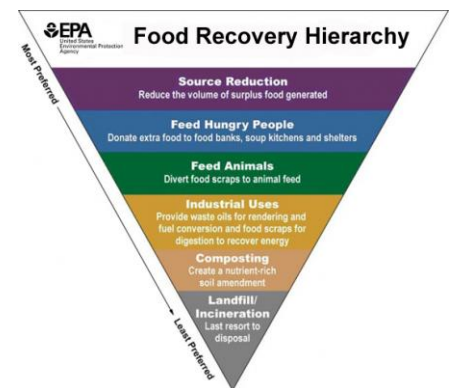 EPA
United States
Environmental Protection
Agency
Food Recovery Hierarchy
Most Preferred
Source Reduction
Reduce the volume of surplus food generated
Feed Hungry People
Donate extra food to food banks, soup kitchens and shelters
Feed Animals
Divert food scraps to animal feed
Industrial Uses
Provide waste oils for rendering and
fuel conversion and food scraps for
digestion to recover energy
Composting
Create a nutrient-rich
soil amendment
Landfill/
Incineration
Last resort to
disposal
Least Preferred